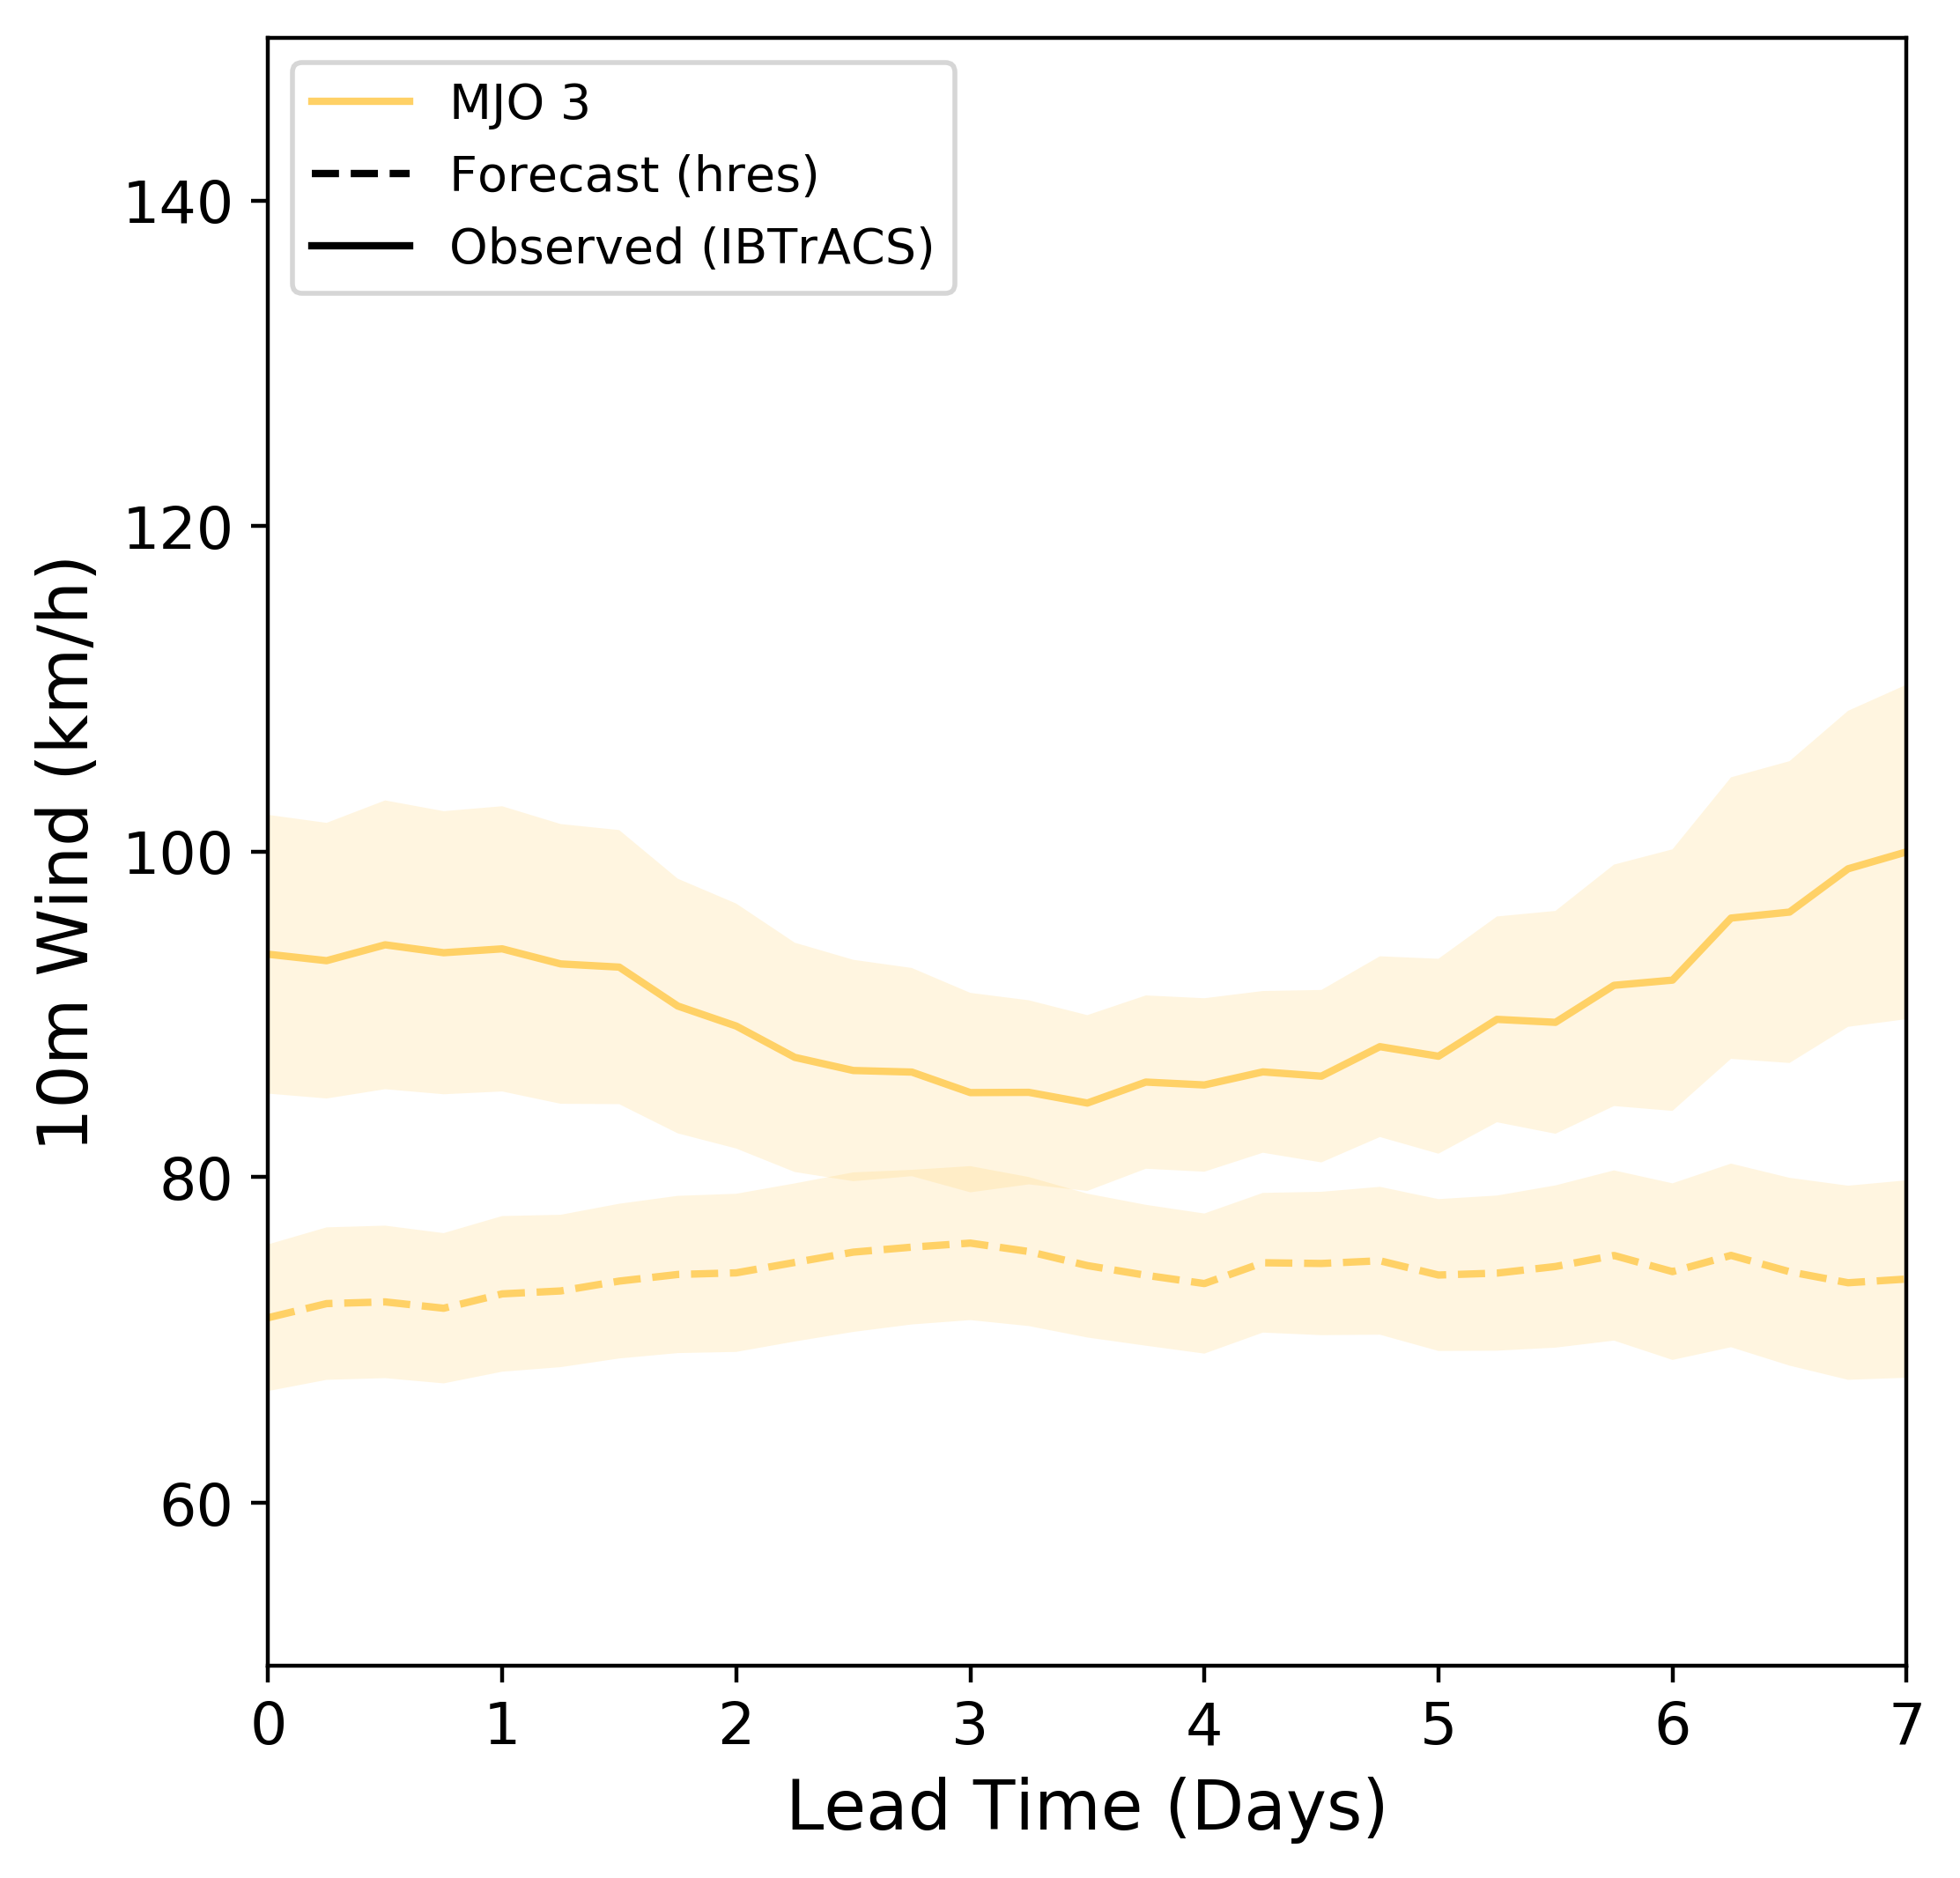 MJO 3
Forecast (hres)
Observed (IBTrACS)
140
120
100
80
60
10m Wind (km/h)
0 1 2 3 4 5 6 7
Lead Time (Days)